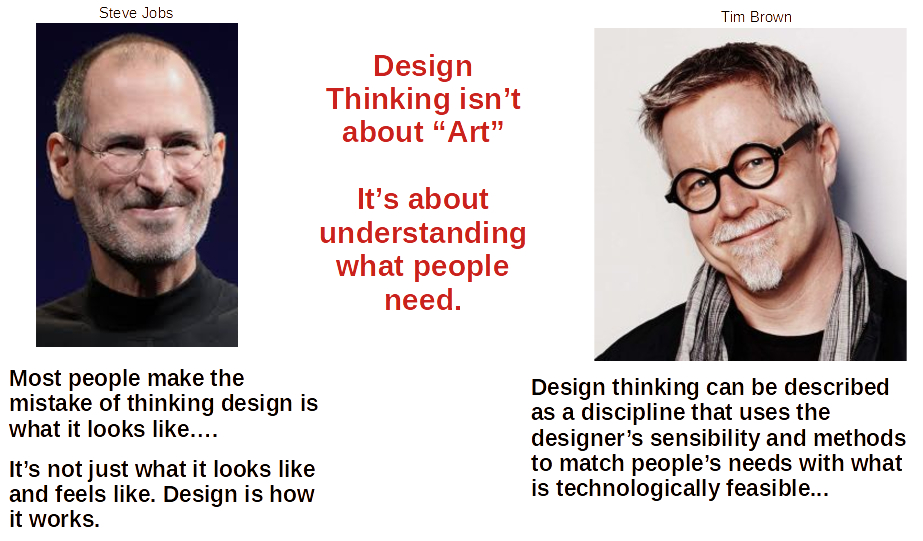 Steve Jobs
Tim Brown
Design
Thinking isn’t
about “Art”
It’s about
understanding
what people
need.
Most people make the
mistake of thinking design is
what it looks like….
It’s not just what it looks like
and feels like. Design is how
it works.
Design thinking can be described
as a discipline that uses the
designer’s sensibility and methods
to match people’s needs with what
is technologically feasible...